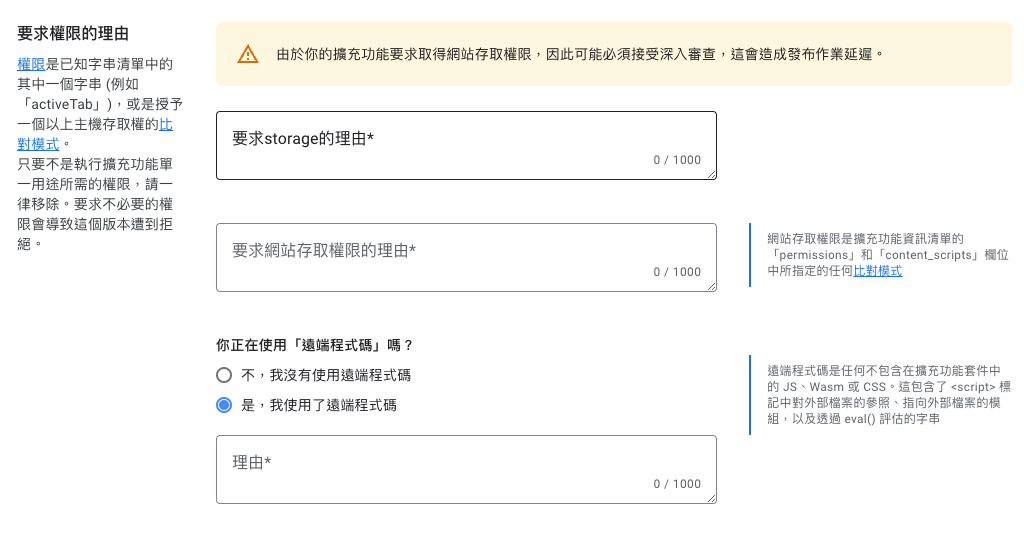 要求權限的理由
權限是已知字串清單中的
其中一個字串 (例如
「activeTab」)，或是授予
一個以上主機存取權的比
對模式。
只要不是執行擴充功能單
一用途所需的權限，請一
律移除。要求不必要的權
限會導致這個版本遭到拒
絕。
由於你的擴充功能要求取得網站存取權限，因此可能必須接受深入審查，這會造成發布作業延遲。
要求storage的理由*
0 / 1000
要求網站存取權限的理由*
0 / 1000
網站存取權限是擴充功能資訊清單的
「permissions」和「content_scripts」欄位
中所指定的任何比對模式
你正在使用「遠端程式碼」嗎？
不，我沒有使用遠端程式碼
是，我使用了遠端程式碼
理由*
0 / 1000
遠端程式碼是任何不包含在擴充功能套件中
的 JS、Wasm 或 CSS。這包含了 <script> 標
記中對外部檔案的參照、指向外部檔案的模
組，以及透過 eval() 評估的字串